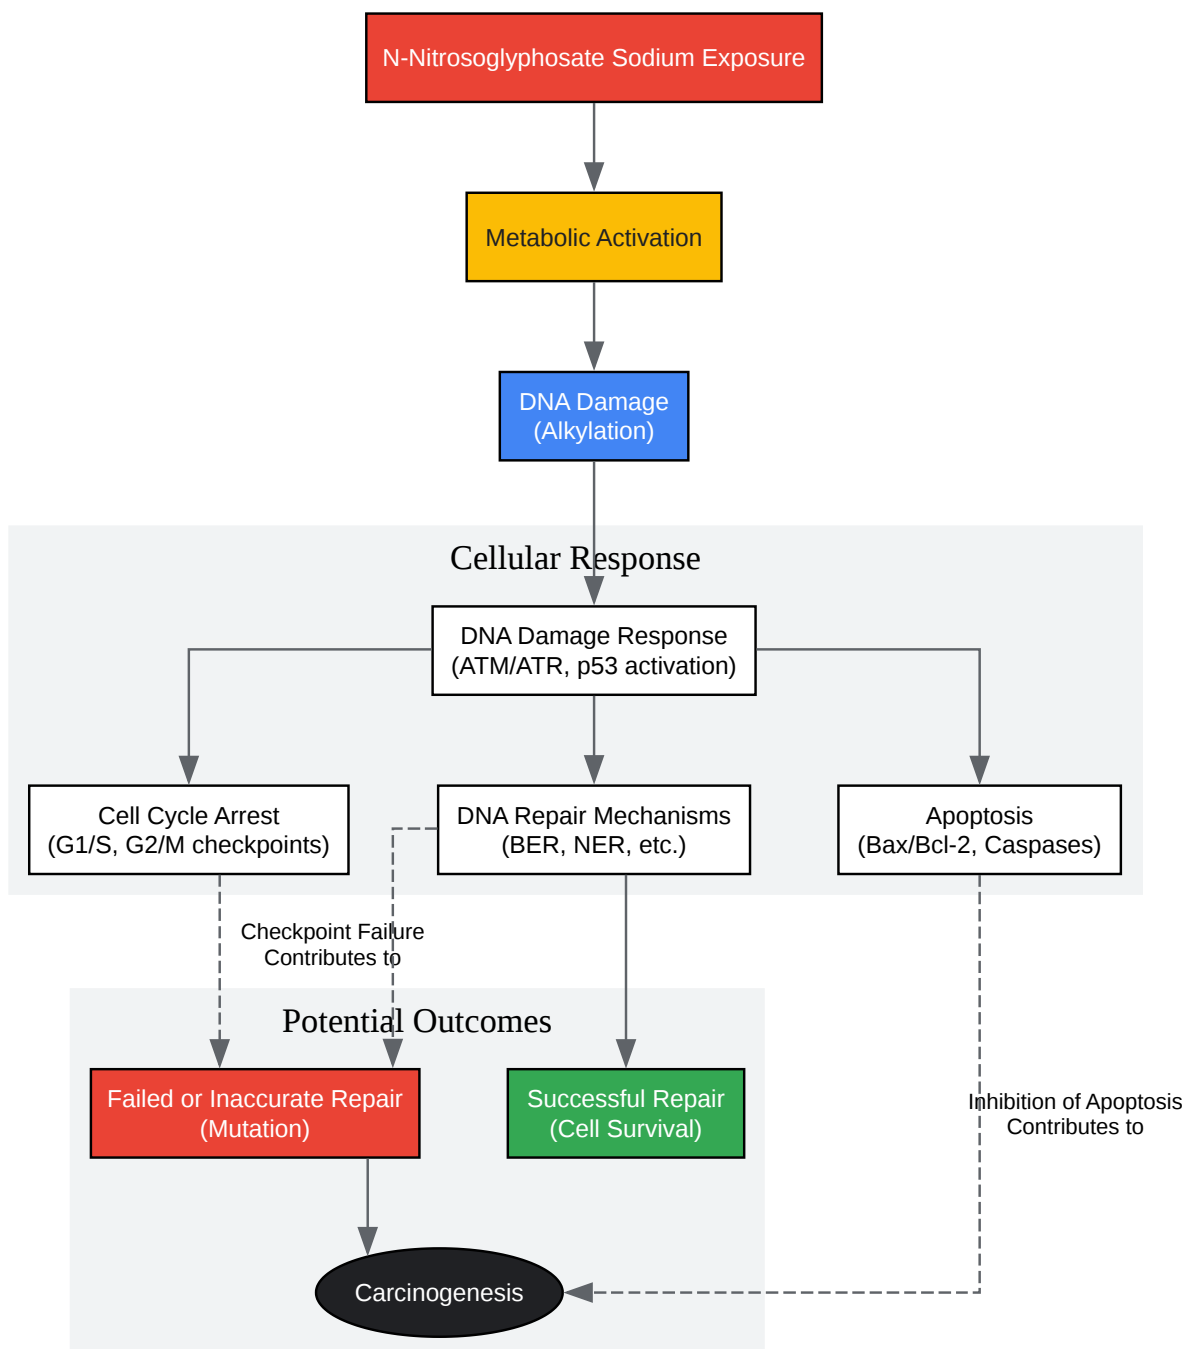 N-Nitrosoglyphosate Sodium Exposure
Metabolic Activation
DNA Damage
(Alkylation)
Cellular Response
DNA Damage Response
(ATM/ATR, p53 activation)
Cell Cycle Arrest
(G1/S, G2/M checkpoints)
DNA Repair Mechanisms
(BER, NER, etc.)
Apoptosis
(Bax/Bcl-2, Caspases)
Checkpoint Failure
Contributes to
Potential Outcomes
Failed or Inaccurate Repair
(Mutation)
Successful Repair
(Cell Survival)
Inhibition of Apoptosis
Contributes to
Carcinogenesis